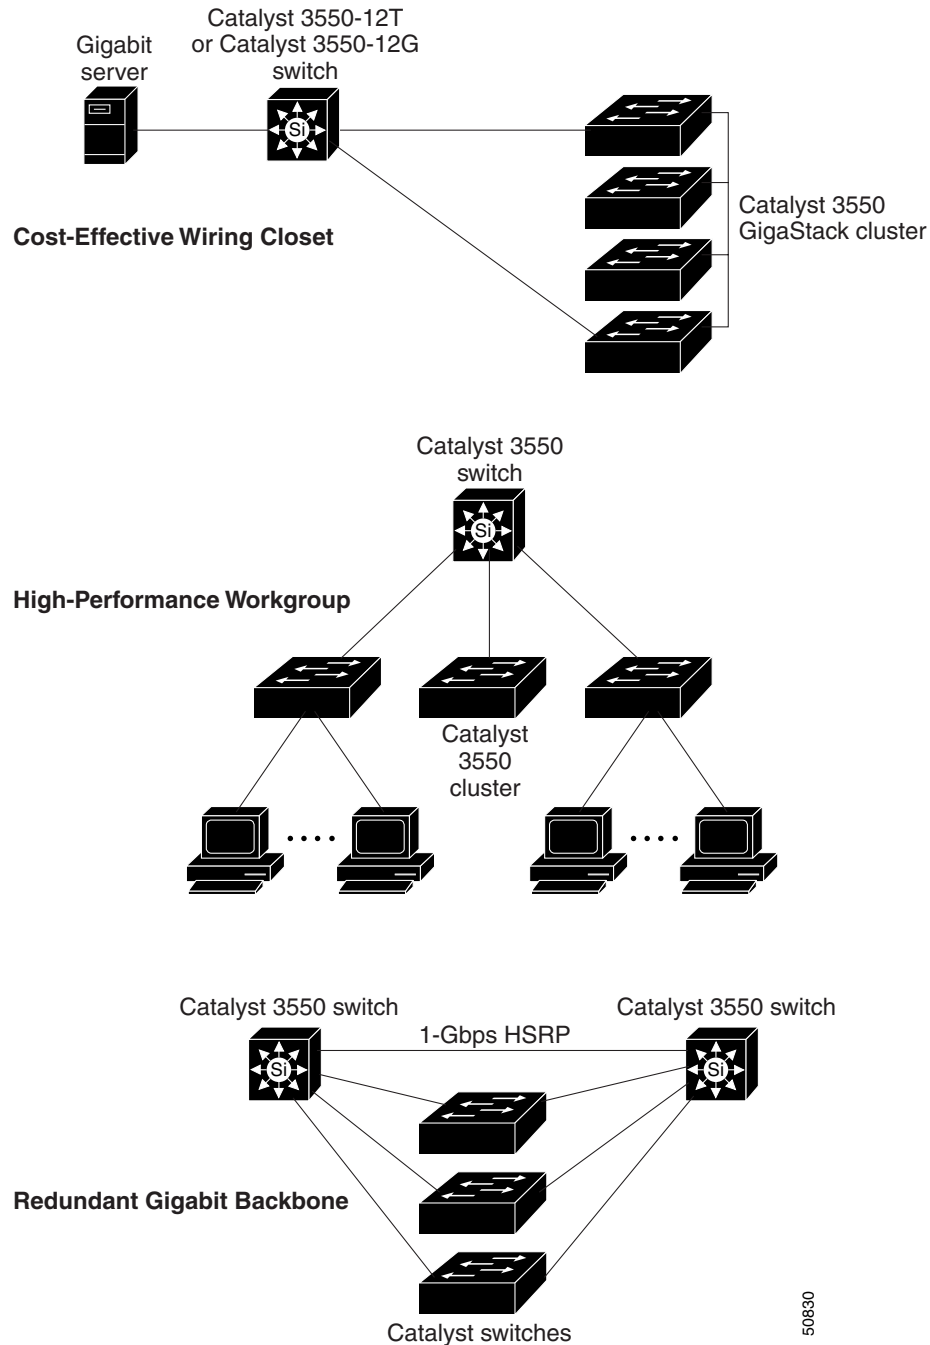 Catalyst 3550-12T
or Catalyst 3550-12G
switch
Gigabit
server
Si
Catalyst 3550
GigaStack cluster
Cost-Effective Wiring Closet
Catalyst 3550
switch
Si
High-Performance Workgroup
Catalyst
3550
cluster
Catalyst 3550 switch
Catalyst 3550 switch
1-Gbps HSRP
Si
Si
Redundant Gigabit Backbone
Catalyst switches
50830